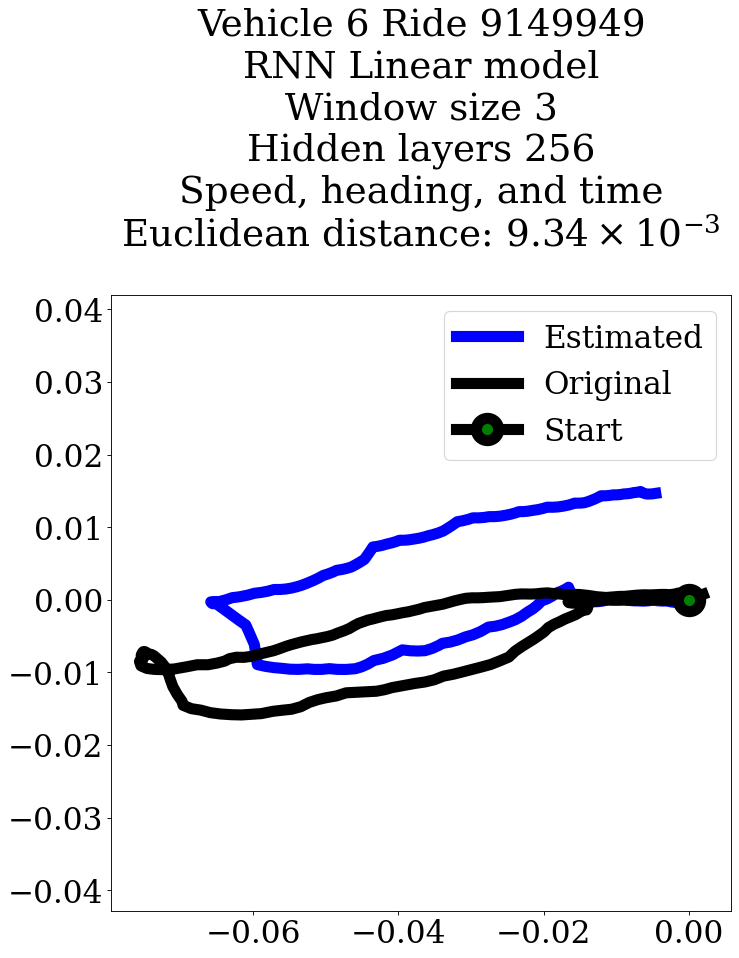 Vehicle 6 Ride 9149949
RNN Linear model
Window size 3
Hidden layers 256
Speed, heading, and time
Euclidean distance: 9.34 × 10⁻³
Estimated
Original
Start
0.04
0.03
0.02
0.01
0.00
−0.01
−0.02
−0.03
−0.04
−0.06 −0.04 −0.02 0.00